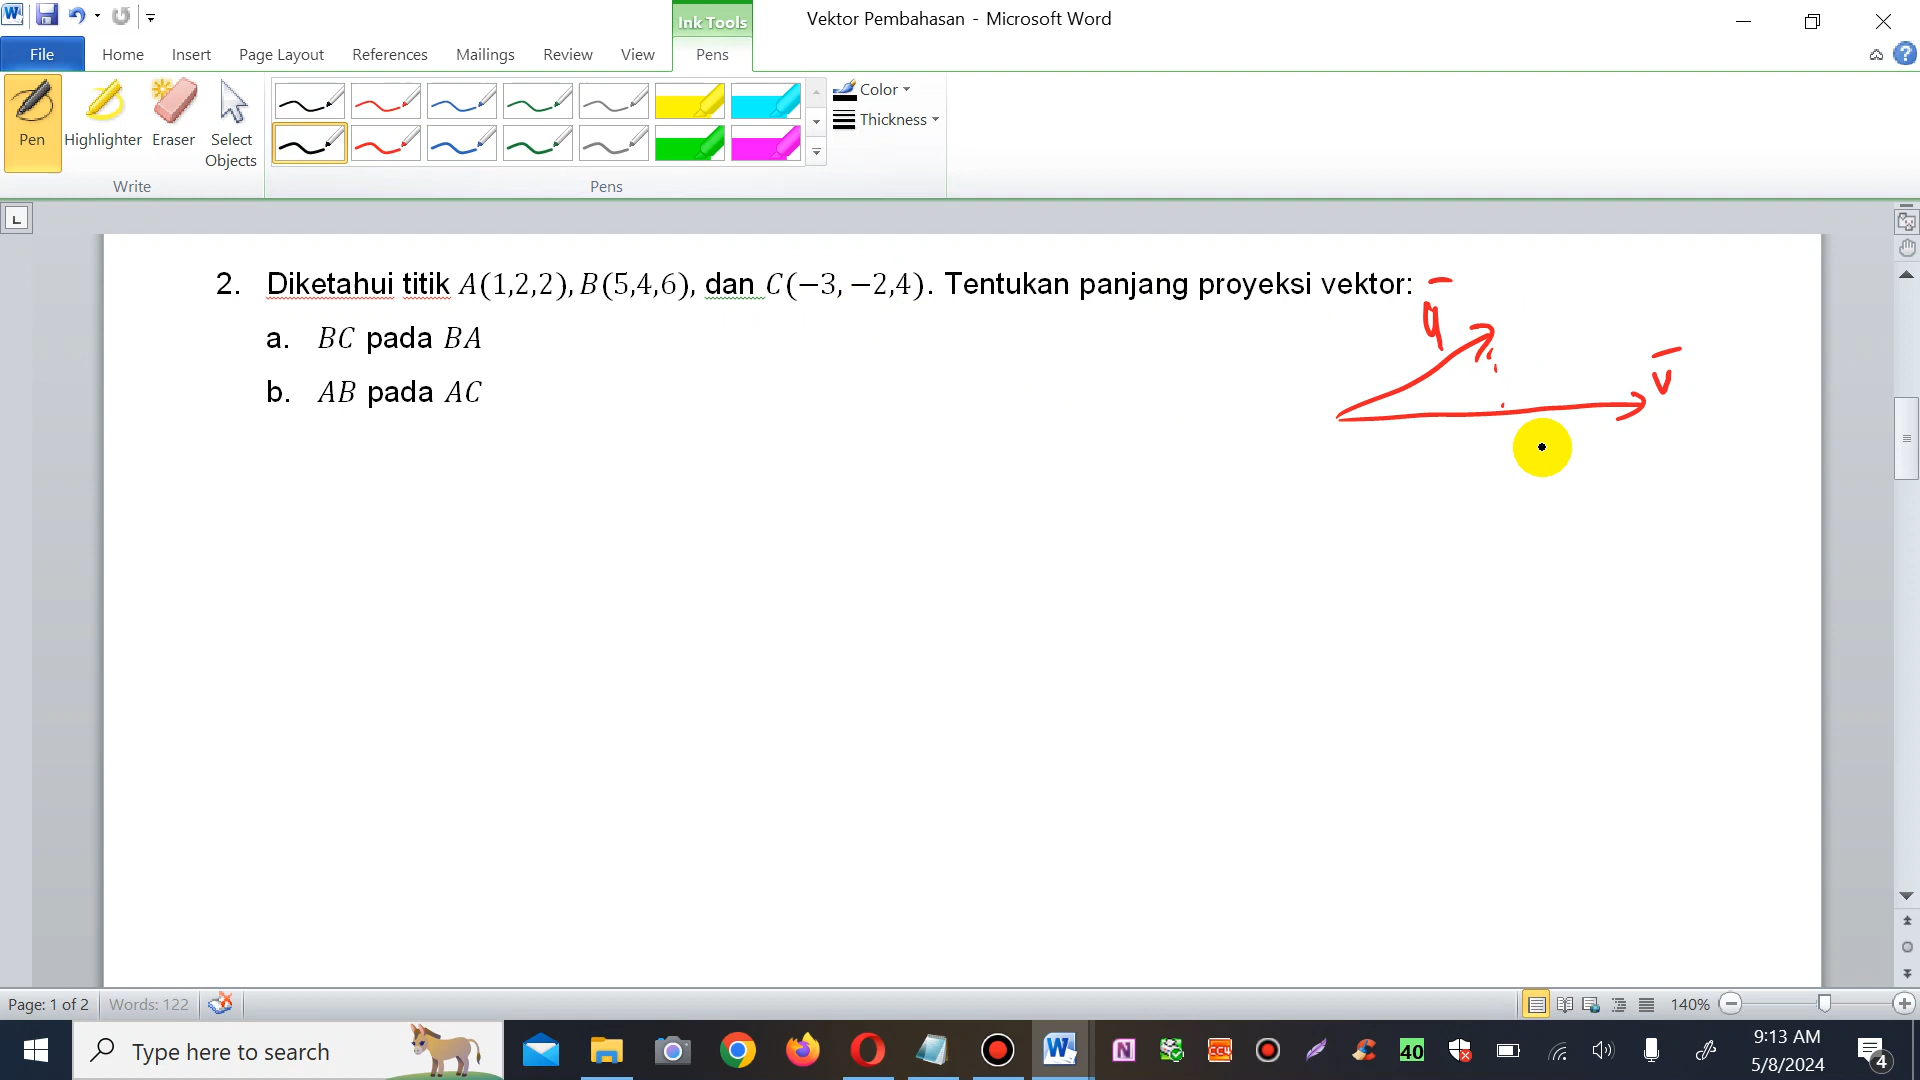 Vektor Pembahasan - Microsoft Word
Ink Tools
File Home Insert Page Layout References Mailings Review View Pens
Pen Highlighter Eraser Select Objects
Color
Thickness
Write Pens
2. Diketahui titik A(1,2,2), B(5,4,6), dan C(−3, −2,4). Tentukan panjang proyeksi vektor:
a. BC pada BA
b. AB pada AC
v
Page: 1 of 2 Words: 122 140%
Type here to search
N CC4 40
9:13 AM
5/8/2024
4